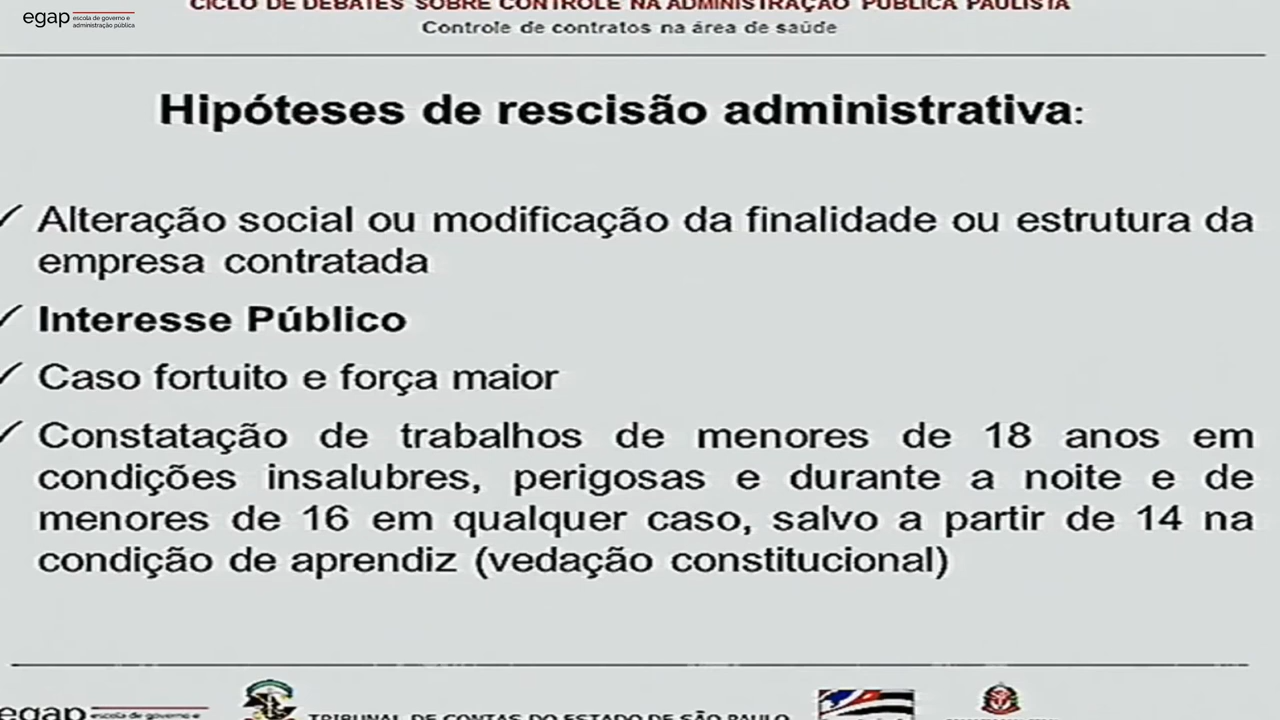 CICLO DE DEBATES SOBRE CONTROLE NA ADMINISTRAÇÃO PÚBLICA PAULISTA
egap escola de governo e
administração pública
Controle de contratos na área de saúde
Hipóteses de rescisão administrativa:
✓ Alteração social ou modificação da finalidade ou estrutura da
empresa contratada
✓ Interesse Público
✓ Caso fortuito e força maior
✓ Constatação de trabalhos de menores de 18 anos em
condições insalubres, perigosas e durante a noite e de
menores de 16 em qualquer caso, salvo a partir de 14 na
condição de aprendiz (vedação constitucional)
egap escola de governo e
TRIBUNAL DE CONTAS DO ESTADO DE SÃO PAULO